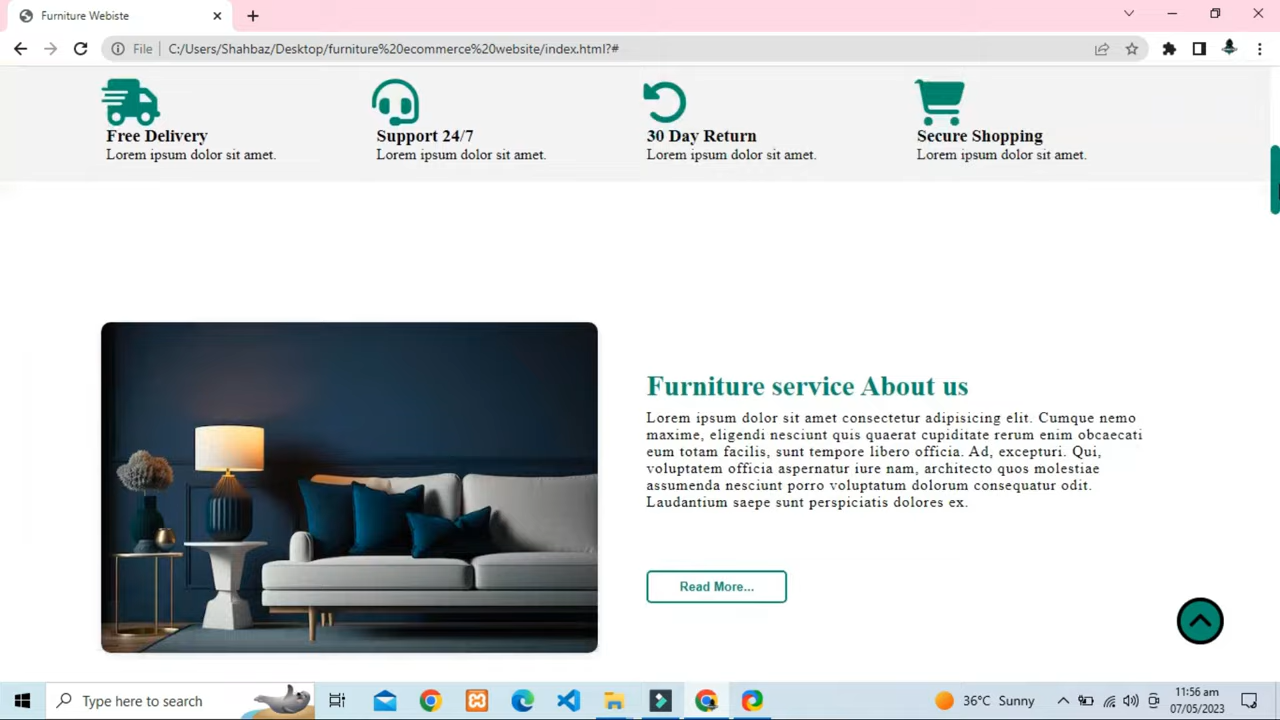 Furniture Webiste
File
C:/Users/Shahbaz/Desktop/furniture%20ecommerce%20website/index.html?#
Free Delivery
Lorem ipsum dolor sit amet.
Support 24/7
Lorem ipsum dolor sit amet.
30 Day Return
Lorem ipsum dolor sit amet.
Secure Shopping
Lorem ipsum dolor sit amet.
Furniture service About us
Lorem ipsum dolor sit amet consectetur adipisicing elit. Cumque nemo
maxime, eligendi nesciunt quis quaerat cupiditate rerum enim obcaecati
eum totam facilis, sunt tempore libero officia. Ad, excepturi. Qui,
voluptatem officia aspernatur iure nam, architecto quos molestiae
assumenda nesciunt porro voluptatum dolorum consequatur odit.
Laudantium saepe sunt perspiciatis dolores ex.
Read More...
Type here to search
36°C Sunny
11:56 am
07/05/2023